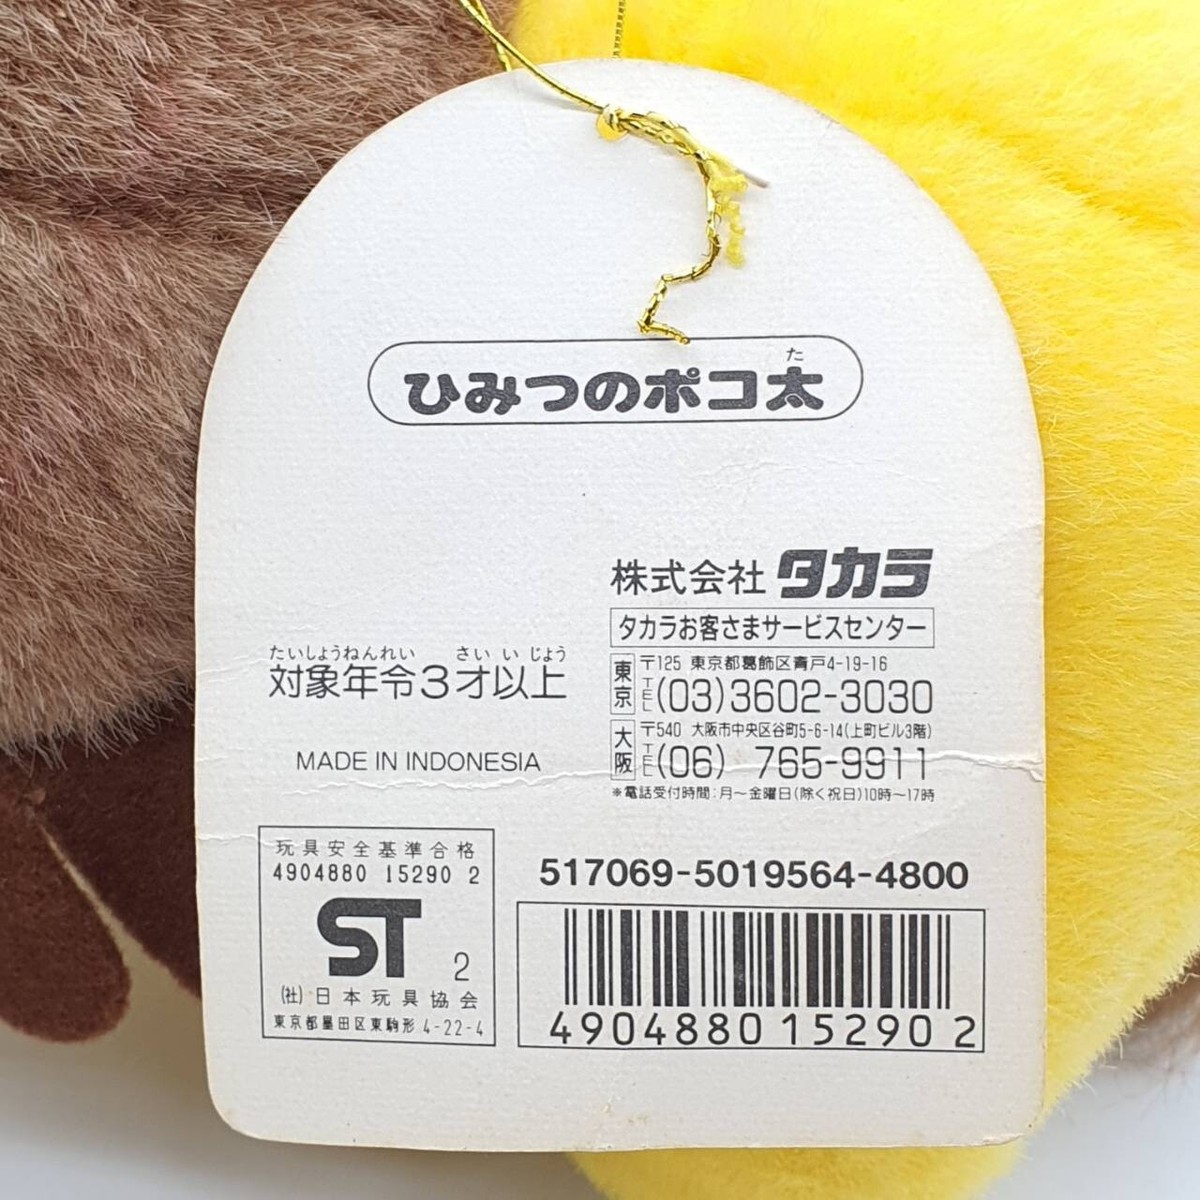 た
ひみつのポコ太
株式会社 タカラ
タカラお客さまサービスセンター
東京 〒125 東京都葛飾区青戸4-19-16
TEL (03)3602-3030
大阪 〒540 大阪市中央区谷町5-6-14(上町ビル3階)
TEL (06) 765-9911
※電話受付時間:月〜金曜日(除く祝日)10時〜17時
たいしょうねんれい さい いじょう
対象年令3才以上
MADE IN INDONESIA
玩具安全基準合格
4904880 15290 2
ST 2
(社)日本玩具協会
東京都墨田区東駒形 4-22-4
517069-5019564-4800
4904880152902